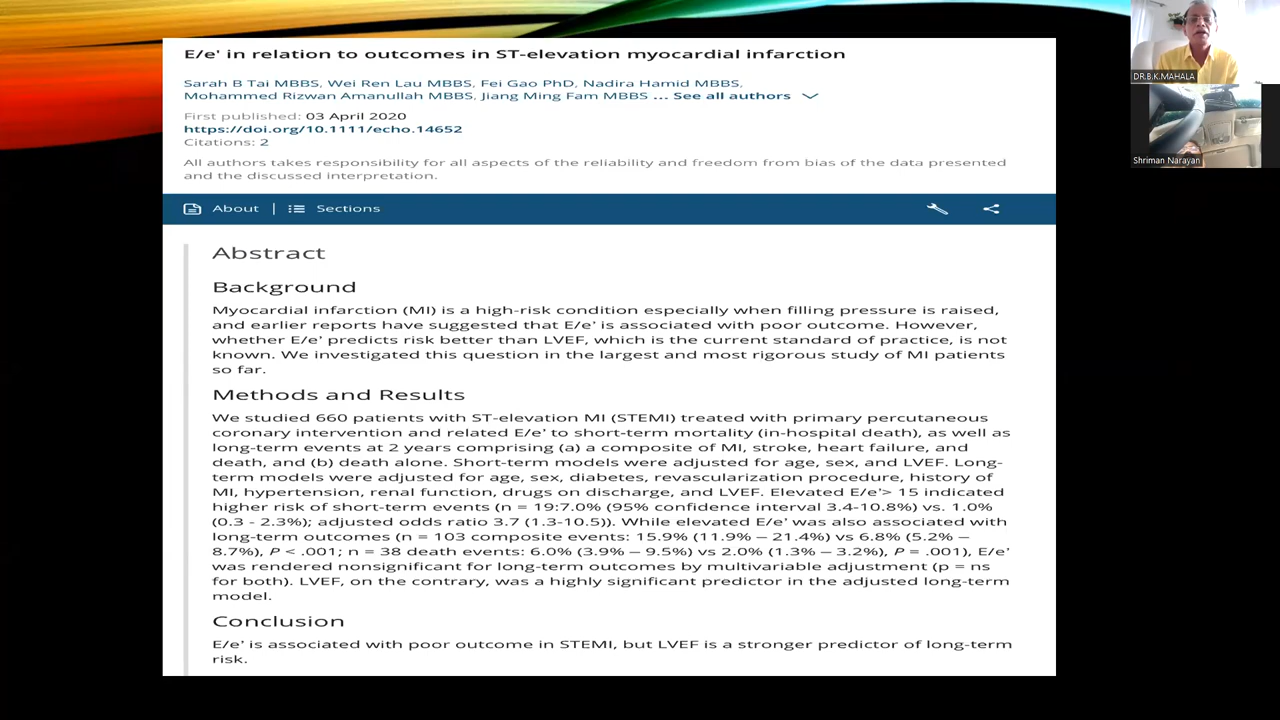 E/e' in relation to outcomes in ST-elevation myocardial infarction
Sarah B Tai MBBS, Wei Ren Lau MBBS, Fei Gao PhD, Nadira Hamid MBBS,
Mohammed Rizwan Amanullah MBBS, Jiang Ming Fam MBBS ... See all authors
First published: 03 April 2020
https://doi.org/10.1111/echo.14652
Citations: 2
All authors takes responsibility for all aspects of the reliability and freedom from bias of the data presented
and the discussed interpretation.
About | Sections
Abstract
Background
Myocardial infarction (MI) is a high-risk condition especially when filling pressure is raised,
and earlier reports have suggested that E/e' is associated with poor outcome. However,
whether E/e' predicts risk better than LVEF, which is the current standard of practice, is not
known. We investigated this question in the largest and most rigorous study of MI patients
so far.
Methods and Results
We studied 660 patients with ST-elevation MI (STEMI) treated with primary percutaneous
coronary intervention and related E/e' to short-term mortality (in-hospital death), as well as
long-term events at 2 years comprising (a) a composite of MI, stroke, heart failure, and
death, and (b) death alone. Short-term models were adjusted for age, sex, and LVEF. Long-
term models were adjusted for age, sex, diabetes, revascularization procedure, history of
MI, hypertension, renal function, drugs on discharge, and LVEF. Elevated E/e'> 15 indicated
higher risk of short-term events (n = 19:7.0% (95% confidence interval 3.4-10.8%) vs. 1.0%
(0.3 - 2.3%); adjusted odds ratio 3.7 (1.3-10.5)). While elevated E/e' was also associated with
long-term outcomes (n = 103 composite events: 15.9% (11.9% – 21.4%) vs 6.8% (5.2% –
8.7%), P < .001; n = 38 death events: 6.0% (3.9% – 9.5%) vs 2.0% (1.3% – 3.2%), P = .001), E/e'
was rendered nonsignificant for long-term outcomes by multivariable adjustment (p = ns
for both). LVEF, on the contrary, was a highly significant predictor in the adjusted long-term
model.
Conclusion
E/e' is associated with poor outcome in STEMI, but LVEF is a stronger predictor of long-term
risk.
DR.B.K.MAHALA
Shriman Narayan